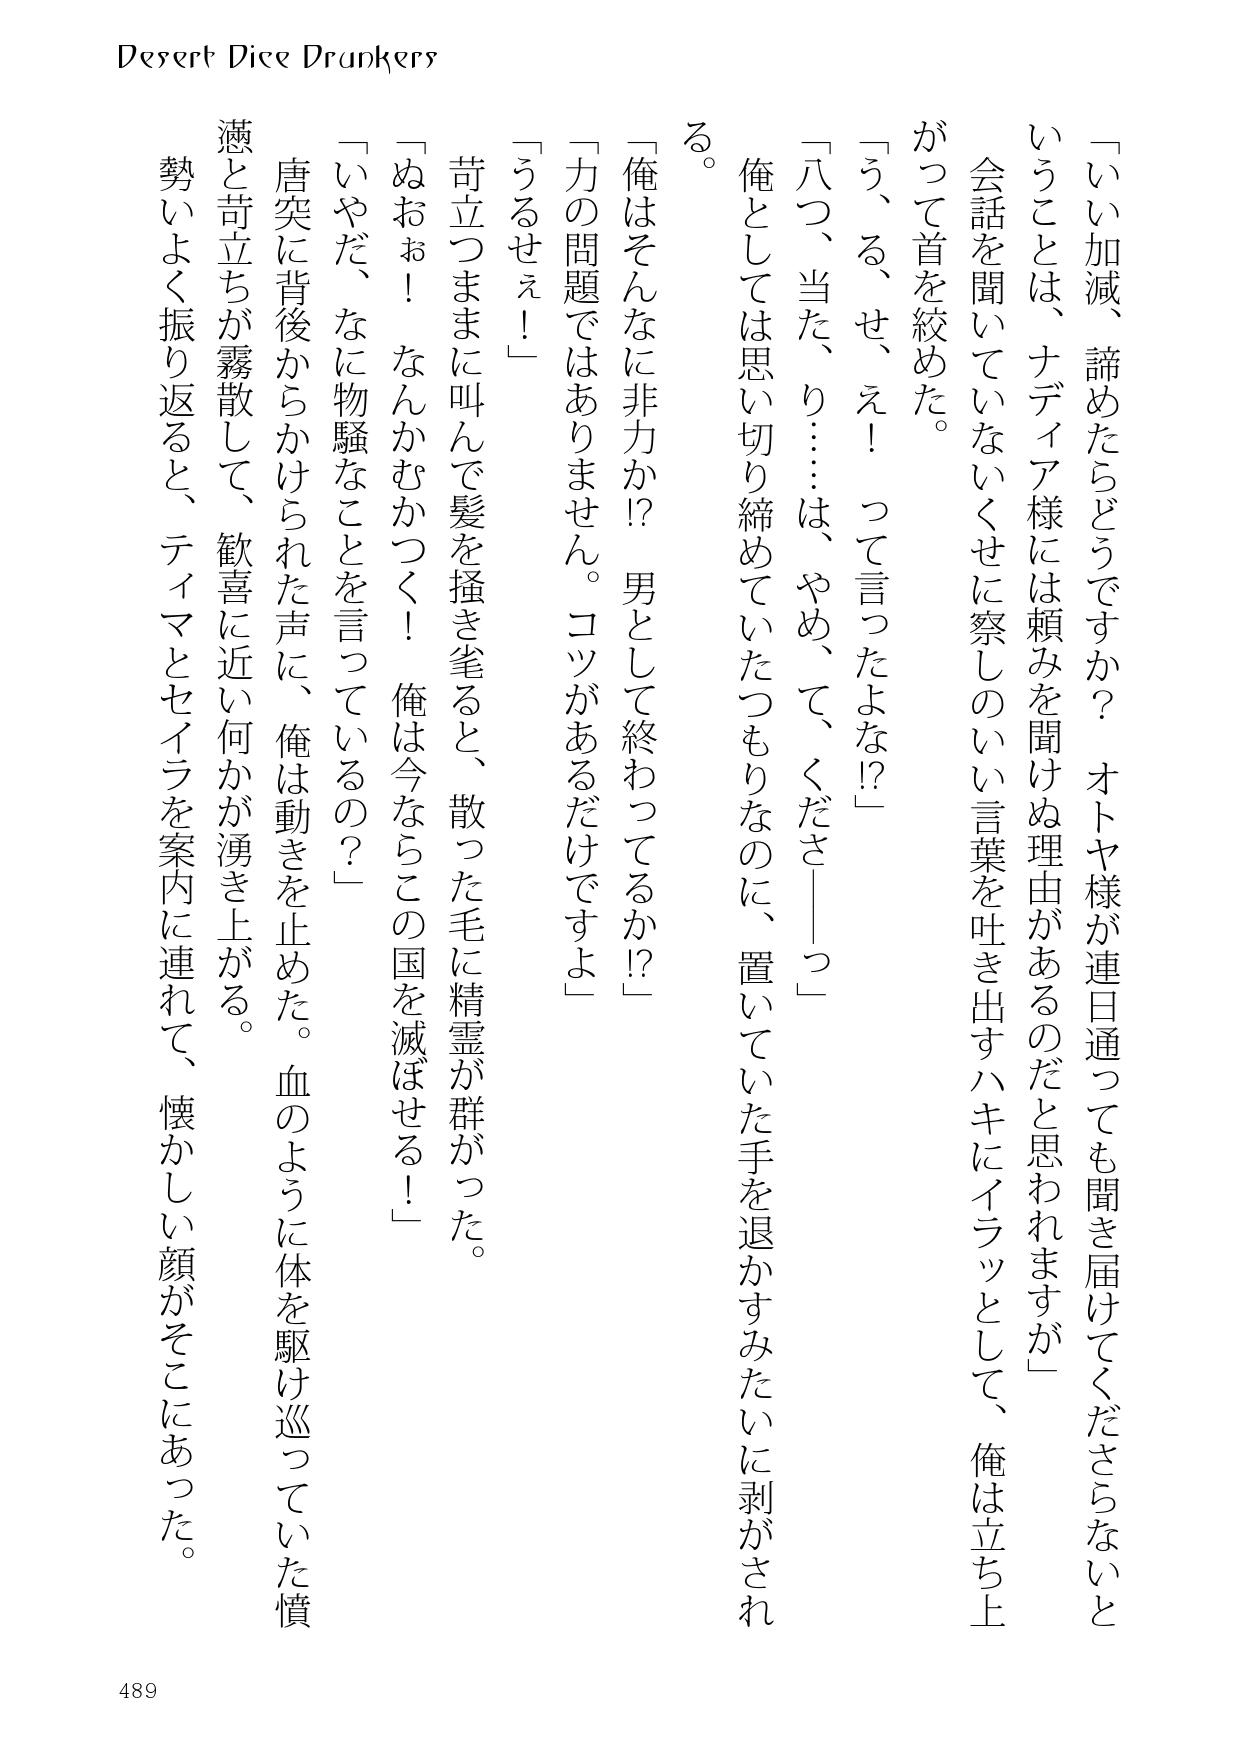 Desert Dice Drunkers
「いい加減、諦めたらどうですか？　オトヤ様が連日通っても聞き届けてくださらないと
いうことは、ナディア様には頼みを聞けぬ理由があるのだと思われますが」
　会話を聞いていないくせに察しのいい言葉を吐き出すハキにイラッとして、俺は立ち上
がって首を絞めた。
「う、る、せ、え！　って言ったよな⁉」
「八つ、当た、り……は、やめ、て、くださ――っ」
　俺としては思い切り締めていたつもりなのに、置いていた手を退かすみたいに剥がされ
る。
「俺はそんなに非力か⁉　男として終わってるか⁉」
「力の問題ではありません。コツがあるだけですよ」
「うるせぇ！」
　苛立つままに叫んで髪を掻き毟ると、散った毛に精霊が群がった。
「ぬおぉ！　なんかむかつく！　俺は今ならこの国を滅ぼせる！」
「いやだ、なに物騒なことを言っているの？」
　唐突に背後からかけられた声に、俺は動きを止めた。血のように体を駆け巡っていた憤
懣と苛立ちが霧散して、歓喜に近い何かが湧き上がる。
　勢いよく振り返ると、ティマとセイラを案内に連れて、懐かしい顔がそこにあった。
489